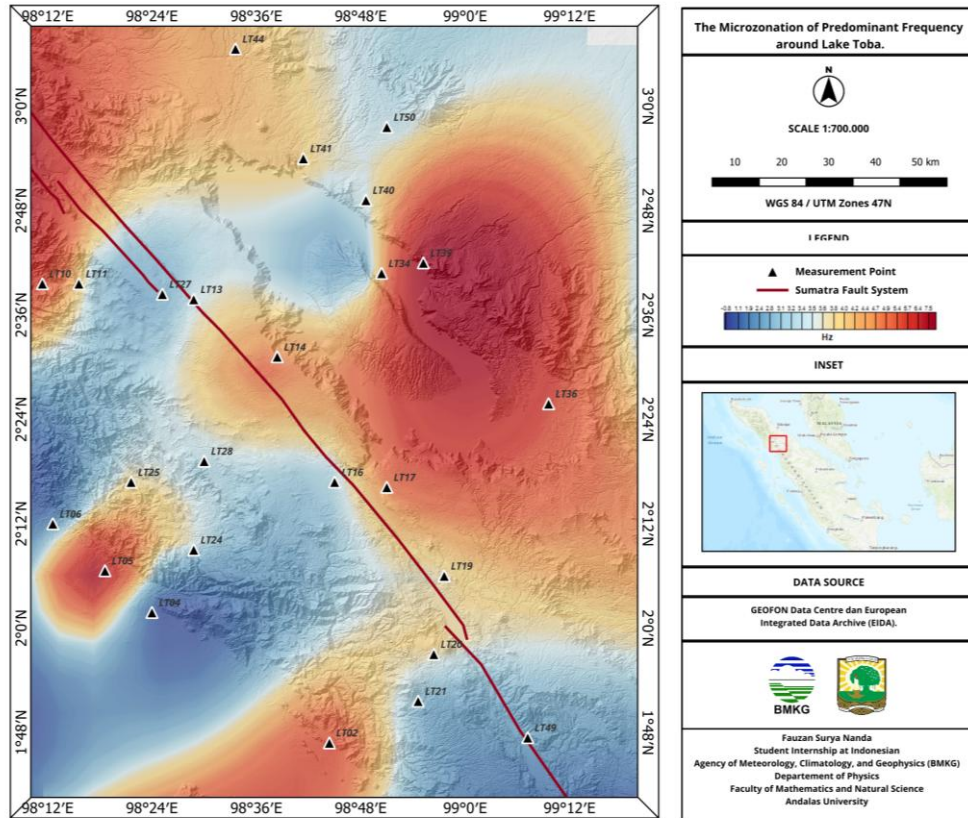 98°12'E 98°24'E 98°36'E 98°48'E 99°0'E 99°12'E
3°0'N
2°48'N
2°36'N
2°24'N
2°12'N
2°0'N
1°48'N
LT44
LT50
LT41
LT40
LT39
LT34
LT10
LT11
LT27
LT13
LT14
LT36
LT28
LT25
LT16
LT17
LT06
LT24
LT05
LT19
LT04
LT20
LT21
LT02
LT49
3°0'N
2°48'N
2°36'N
2°24'N
2°12'N
2°0'N
1°48'N
98°12'E 98°24'E 98°36'E 98°48'E 99°0'E 99°12'E
The Microzonation of Predominant Frequency
around Lake Toba.
N
SCALE 1:700.000
10 20 30 40 50 km
WGS 84 / UTM Zones 47N
LEGEND
Measurement Point
Sumatra Fault System
Hz
INSET
MALAYSIA
DATA SOURCE
GEOFON Data Centre dan European
Integrated Data Archive (EIDA).
BMKG
Fauzan Surya Nanda
Student Internship at Indonesian
Agency of Meteorology, Climatology, and Geophysics (BMKG)
Departement of Physics
Faculty of Mathematics and Natural Science
Andalas University